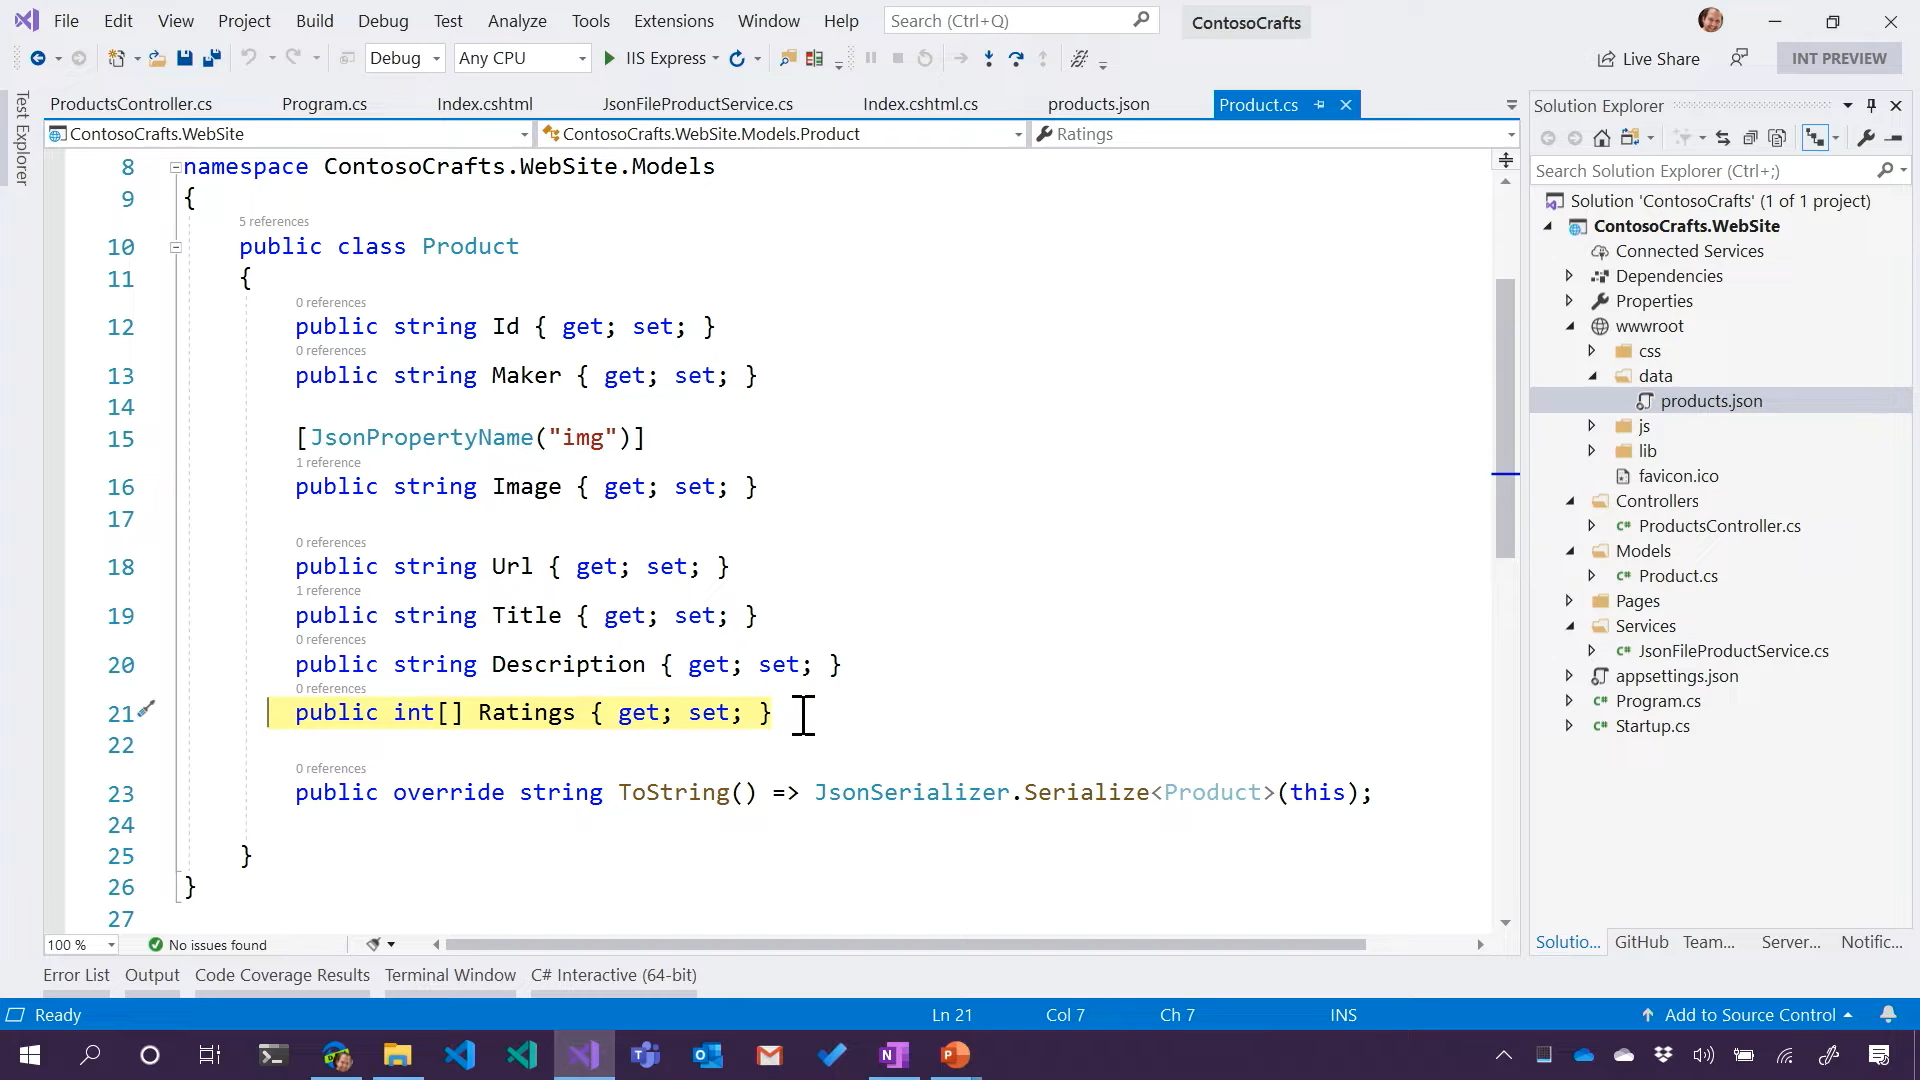 File Edit View Project Build Debug Test Analyze Tools Extensions Window Help Search (Ctrl+Q) ContosoCrafts
Debug Any CPU IIS Express Live Share INT PREVIEW
Test Explorer
ProductsController.cs Program.cs Index.cshtml JsonFileProductService.cs Index.cshtml.cs products.json Product.cs
ContosoCrafts.WebSite ContosoCrafts.WebSite.Models.Product Ratings
8 namespace ContosoCrafts.WebSite.Models
9 {
5 references
10 public class Product
11 {
0 references
12 public string Id { get; set; }
0 references
13 public string Maker { get; set; }
14
15 [JsonPropertyName("img")]
1 reference
16 public string Image { get; set; }
17
0 references
18 public string Url { get; set; }
1 reference
19 public string Title { get; set; }
0 references
20 public string Description { get; set; }
0 references
21 public int[] Ratings { get; set; }
22
0 references
23 public override string ToString() => JsonSerializer.Serialize<Product>(this);
24
25 }
26 }
27
100 % No issues found
Solution Explorer
Search Solution Explorer (Ctrl+;)
Solution 'ContosoCrafts' (1 of 1 project)
ContosoCrafts.WebSite
Connected Services
Dependencies
Properties
wwwroot
css
data
products.json
js
lib
favicon.ico
C# Controllers
C# ProductsController.cs
Models
C# Product.cs
Pages
Services
C# JsonFileProductService.cs
appsettings.json
C# Program.cs
C# Startup.cs
Solutio... GitHub Team... Server... Notific...
Error List Output Code Coverage Results Terminal Window C# Interactive (64-bit)
Ready Ln 21 Col 7 Ch 7 INS Add to Source Control